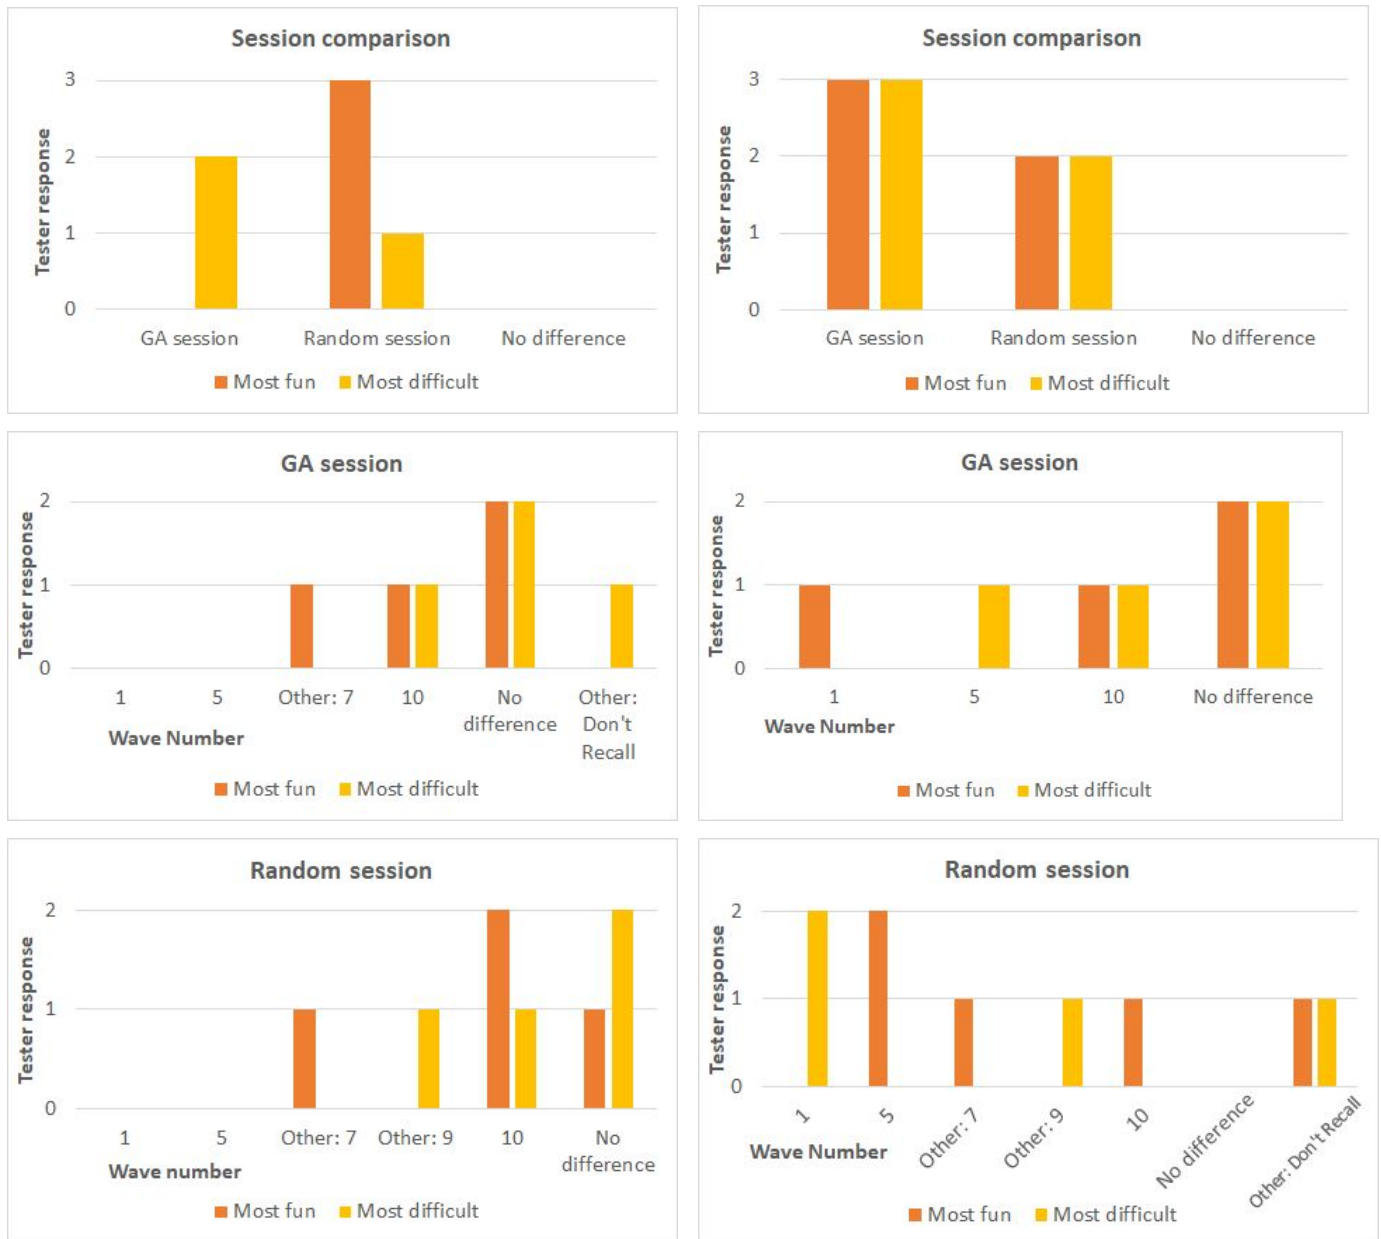 Session comparison
3
2
1
0
Tester response
GA session Random session No difference
Most fun Most difficult
Session comparison
3
2
1
0
Tester response
GA session Random session No difference
Most fun Most difficult
GA session
2
1
0
Tester response
1 5 Other: 7 10 No difference Other: Don't Recall
Wave Number
Most fun Most difficult
GA session
2
1
0
Tester response
1 5 10 No difference
Wave Number
Most fun Most difficult
Random session
2
1
0
Tester response
1 5 Other: 7 Other: 9 10 No difference
Wave number
Most fun Most difficult
Random session
2
1
0
Tester response
1 5 Other: 7 Other: 9 10 No difference Other: Don't Recall
Wave Number
Most fun Most difficult